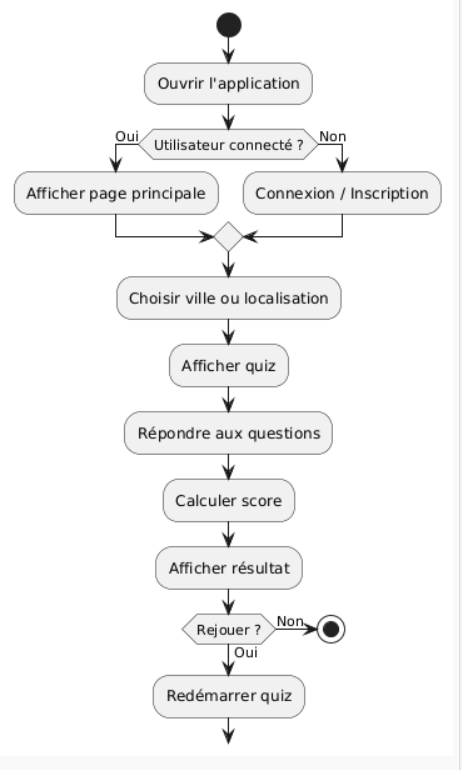 Ouvrir l'application
Oui
Utilisateur connecté ?
Non
Afficher page principale
Connexion / Inscription
Choisir ville ou localisation
Afficher quiz
Répondre aux questions
Calculer score
Afficher résultat
Rejouer ?
Non
Oui
Redémarrer quiz